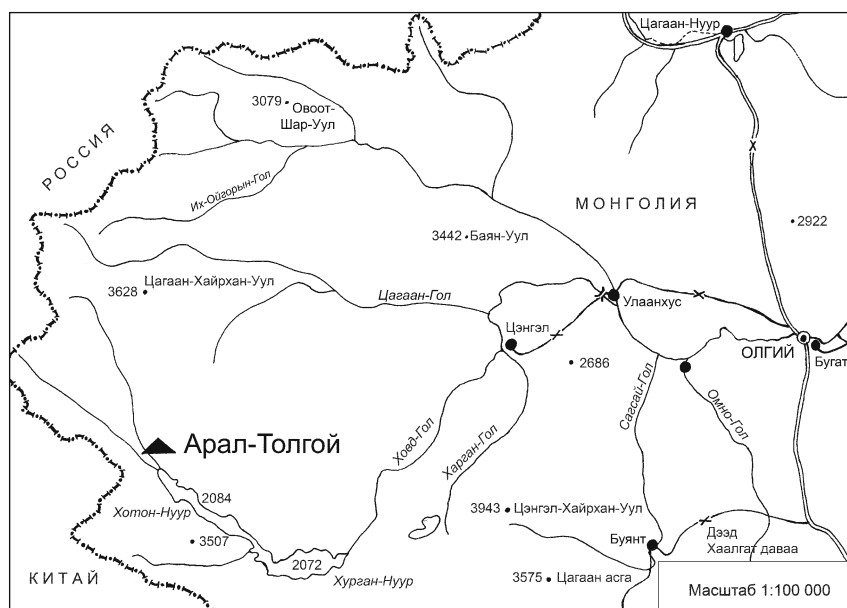 Цагаан-Нуур
3079
Овоот-
Шар-Уул
РОССИЯ
Их-Ойгорын-Гол
МОНГОЛИЯ
2922
3442
Баян-Уул
Цагаан-Хайрхан-Уул
3628
Цагаан-Гол
Улаанхус
Цэнгэл
ОЛГИЙ
Бугат
2686
Сагсай-Гол
Омно-Гол
Ховд-Гол
Харган-Гол
Арал-Толгой
2084
Хотон-Нуур
3507
3943
Цэнгэл-Хайрхан-Уул
Буянт
Дээд
Хаалгат даваа
2072
Хурган-Нуур
КИТАЙ
3575
Цагаан асга
Масштаб 1:100 000